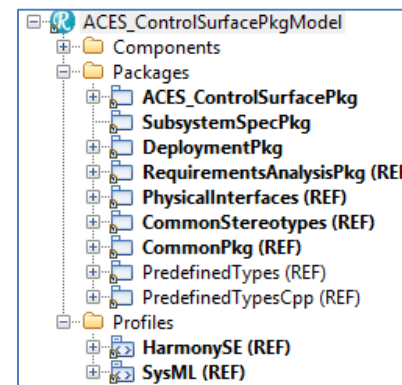 ACES_ControlSurfacePkgModel
Components
Packages
ACES_ControlSurfacePkg
SubsystemSpecPkg
DeploymentPkg
RequirementsAnalysisPkg (REF
PhysicalInterfaces (REF)
CommonStereotypes (REF)
CommonPkg (REF)
PredefinedTypes (REF)
PredefinedTypesCpp (REF)
Profiles
HarmonySE (REF)
SysML (REF)